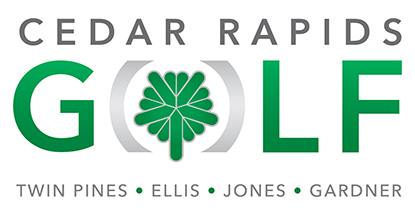 CEDAR RAPIDS
GOLF
TWIN PINES • ELLIS • JONES • GARDNER